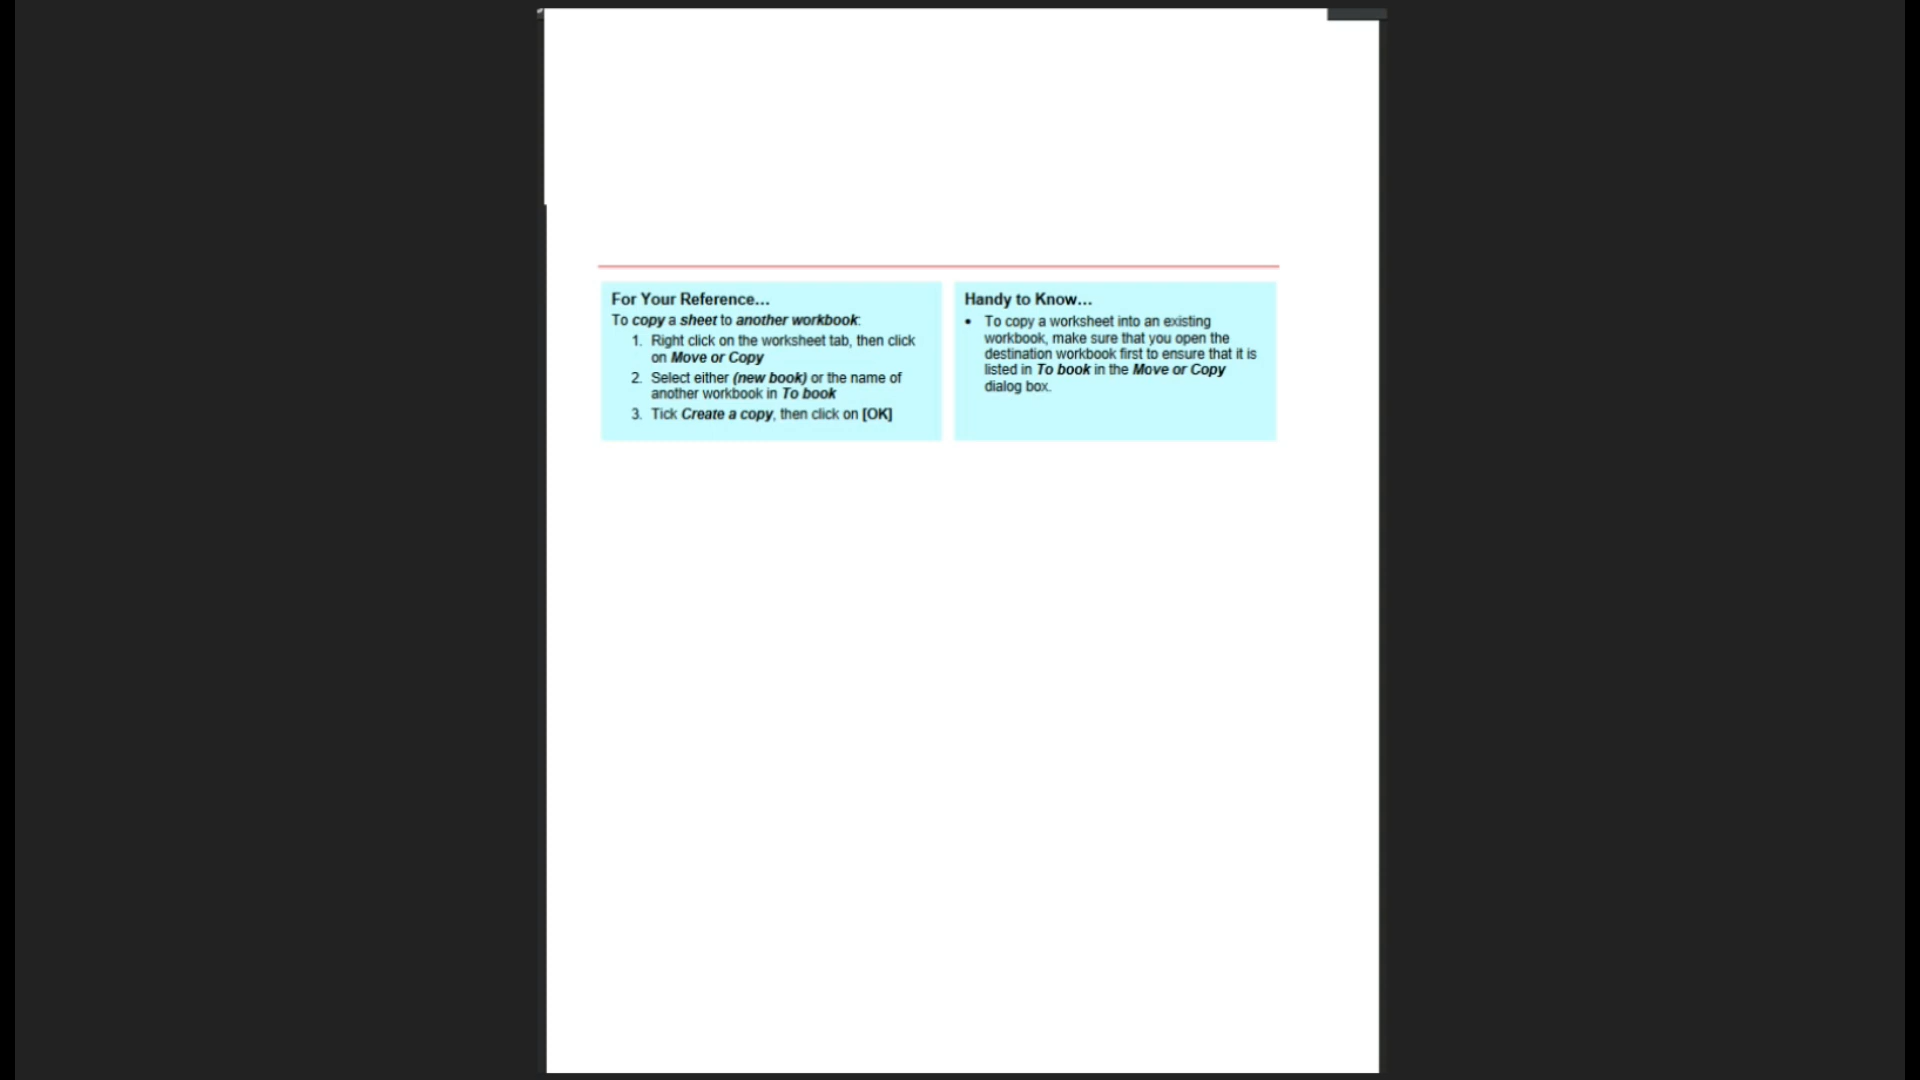 For Your Reference...
To copy a sheet to another workbook:
1. Right click on the worksheet tab, then click
on Move or Copy
2. Select either (new book) or the name of
another workbook in To book
3. Tick Create a copy, then click on [OK]
Handy to Know...
• To copy a worksheet into an existing
workbook, make sure that you open the
destination workbook first to ensure that it is
listed in To book in the Move or Copy
dialog box.